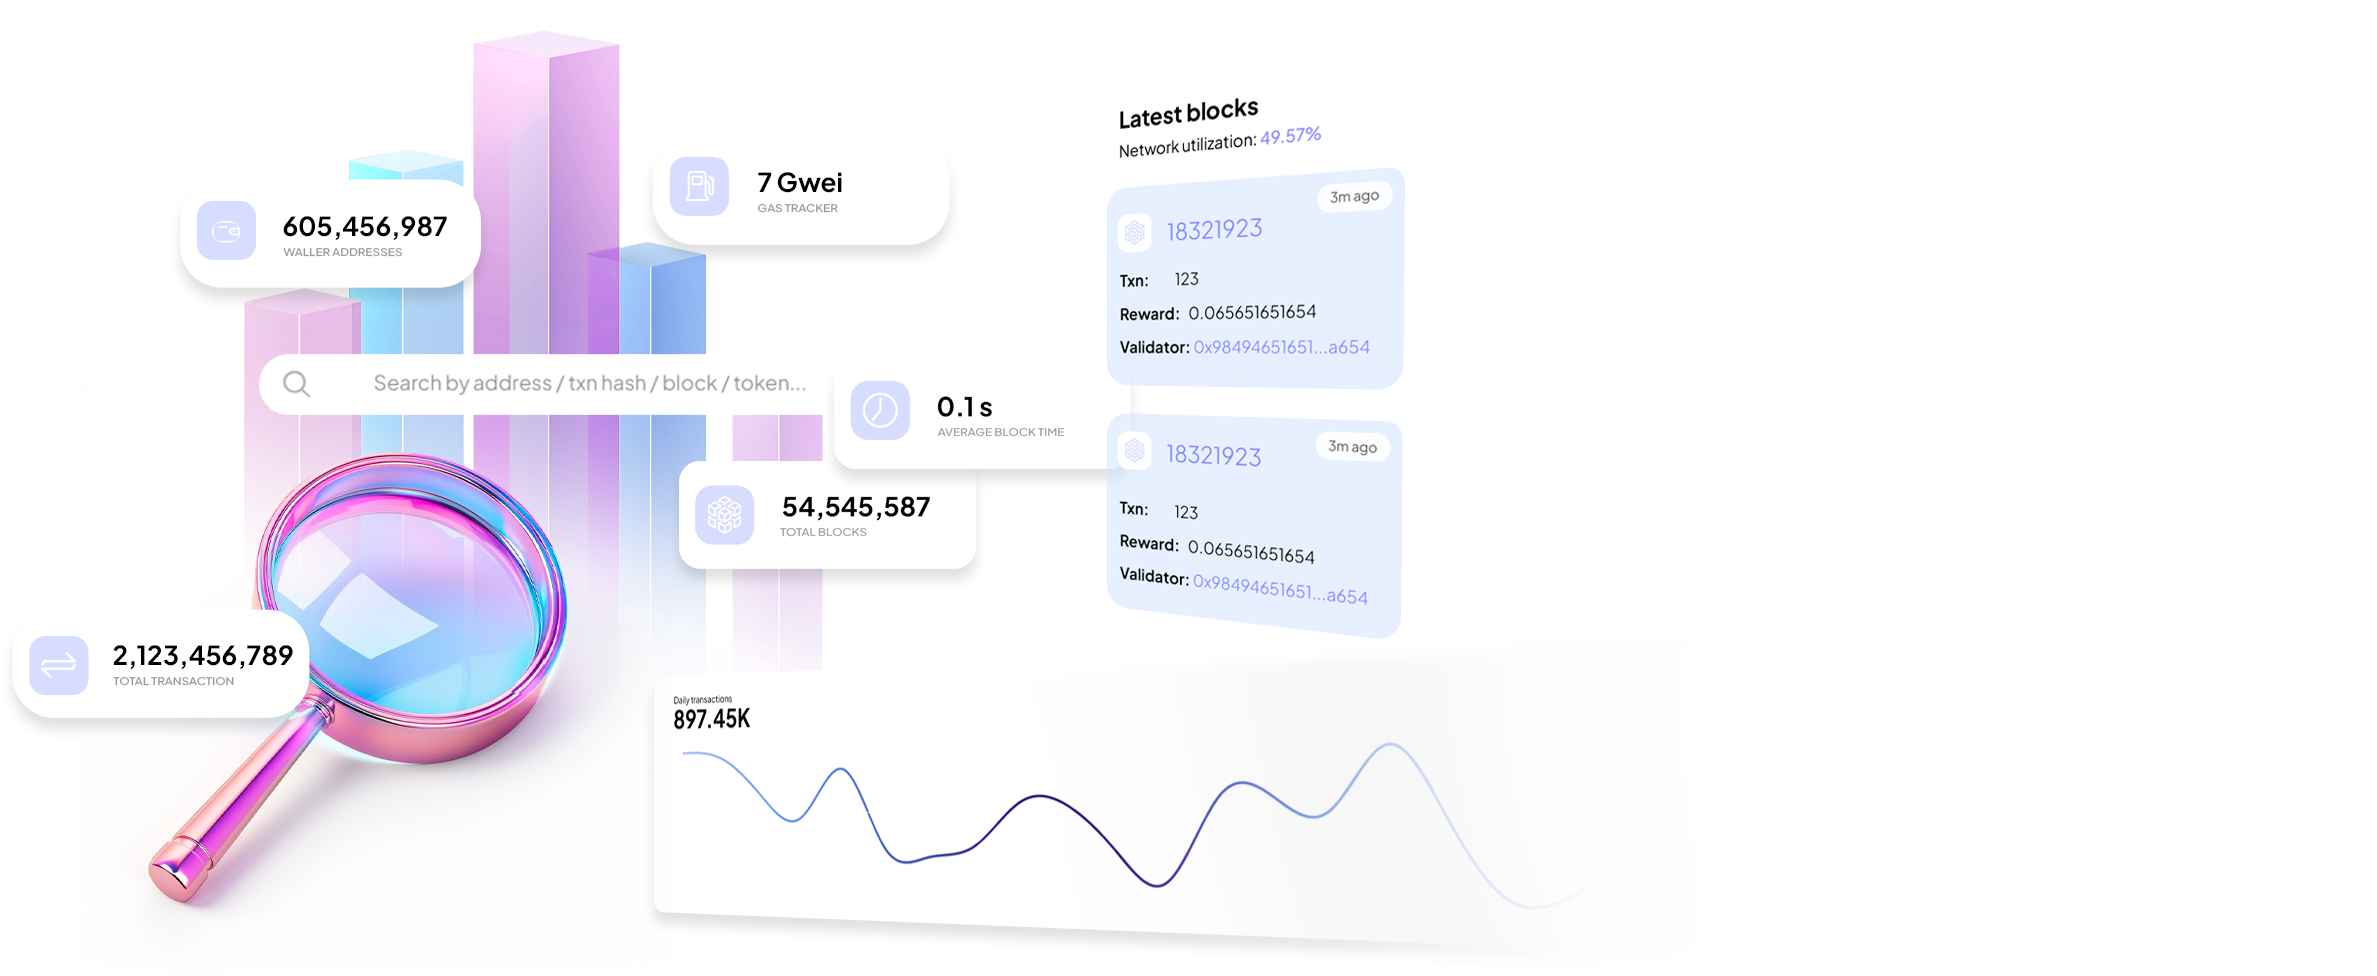 Latest blocks
Network utilization: 49.57%
7 Gwei
GAS TRACKER
605,456,987
WALLER ADDRESSES
3m ago
18321923
Txn: 123
Reward: 0.065651651654
Validator: 0x98494651651...a654
Search by address / txn hash / block / token...
0.1 s
AVERAGE BLOCK TIME
3m ago
18321923
Txn: 123
Reward: 0.065651651654
Validator: 0x98494651651...a654
54,545,587
TOTAL BLOCKS
2,123,456,789
TOTAL TRANSACTION
Daily transactions
897.45K